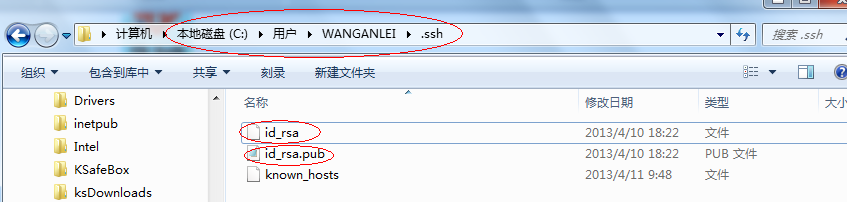 计算机 ▸ 本地磁盘 (C:) ▸ 用户 ▸ WANGANLEI ▸ .ssh
搜索 .ssh
组织 包含到库中 共享 刻录 新建文件夹
名称 修改日期 类型 大小
Drivers
inetpub
Intel
KSafeBox
ksDownloads
id_rsa 2013/4/10 18:22 文件
id_rsa.pub 2013/4/10 18:22 PUB 文件
known_hosts 2013/4/11 9:48 文件